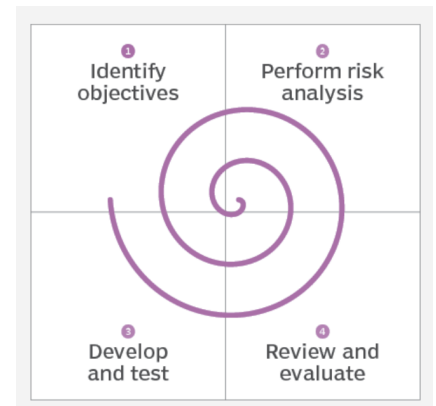 1
Identify
objectives
2
Perform risk
analysis
3
Develop
and test
4
Review and
evaluate